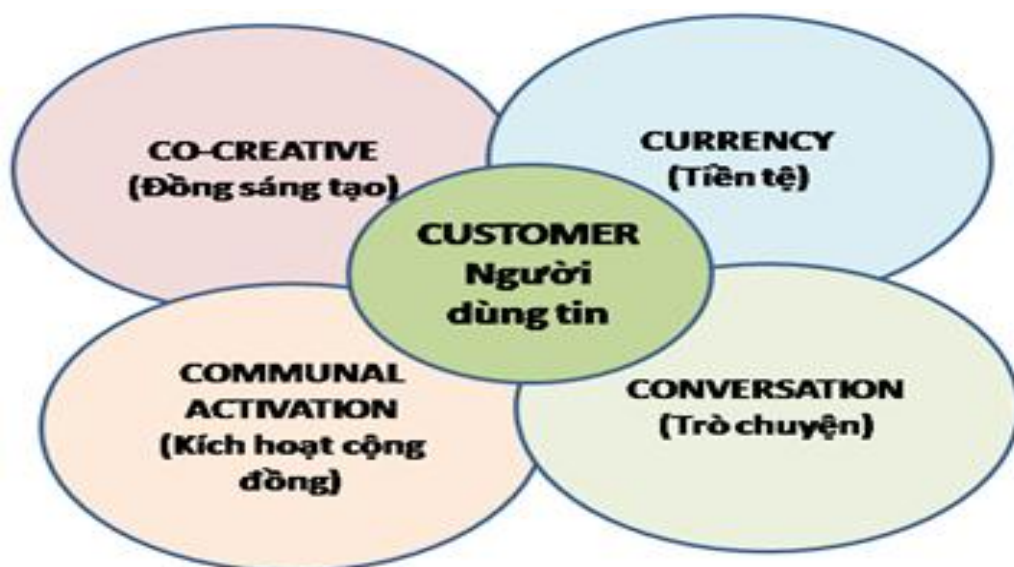 CO-CREATIVE
(Đồng sáng tạo)
CURRENCY
(Tiền tệ)
CUSTOMER
Người
dùng tin
COMMUNAL
ACTIVATION
(Kích hoạt cộng
đồng)
CONVERSATION
(Trò chuyện)